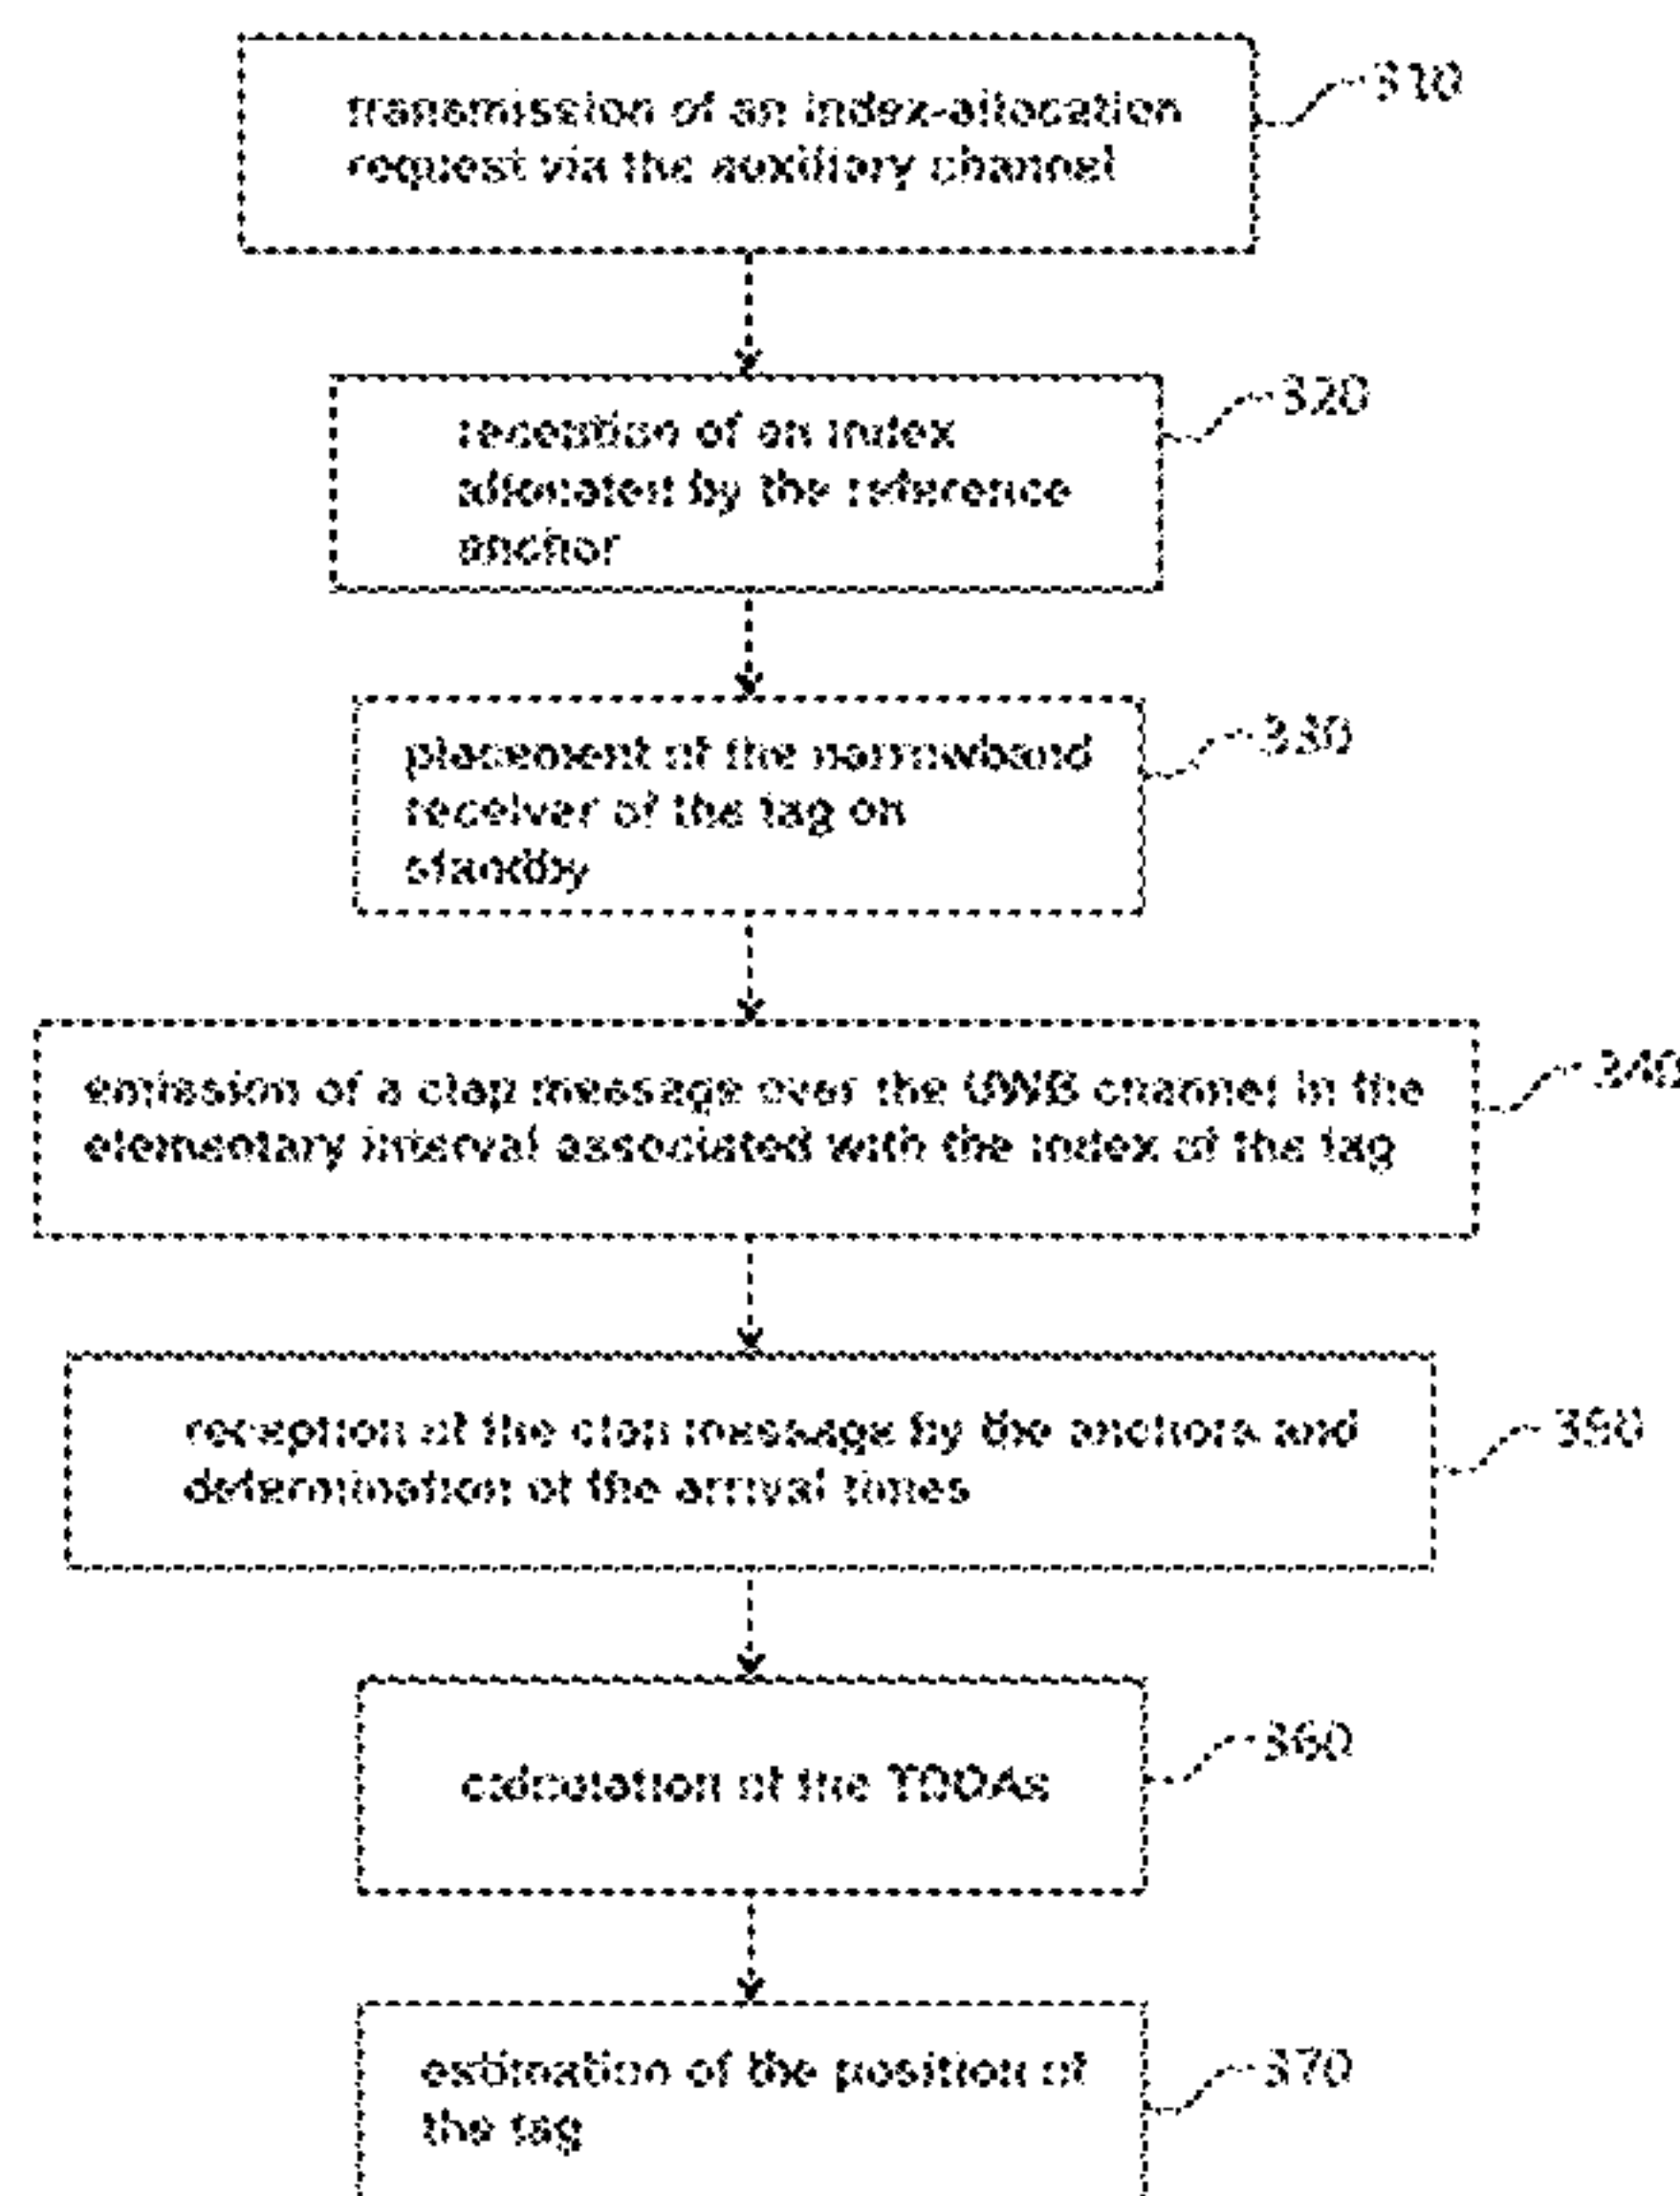 transmission of an index-allocation
request via the auxiliary channel
310
reception of an index
allocated by the reference
anchor
320
placement of the narrowband
receiver of the tag on
standby
330
emission of a clap message over the UWB channel in the
elementary interval associated with the index of the tag
340
reception of the clap message by the anchors and
determination of the arrival times
350
calculation of the TDOAs
360
estimation of the position of
the tag
370